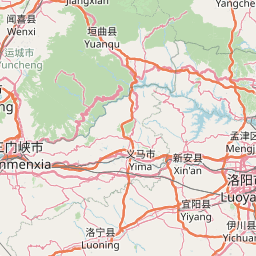 闻喜县
Wenxi
Jiangxian
垣曲县
Yuanqu
Yangche
运城市
Yuncheng
三门峡市
nmenxia
义马市
Yima
新安县
Xin'an
孟津区
Mengj
洛阳市
Luoya
宜阳县
Yiyang
洛宁县
Luoning
伊川县
Yichuan